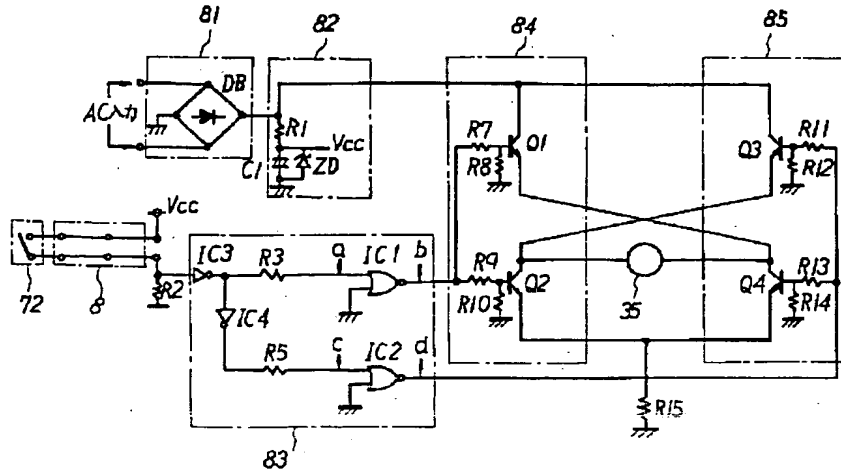 81
82
84
85
DB
AC入力
R1
Vcc
C1
ZD
R7
R8
Q1
Q3
R11
R12
Vcc
72
8
R2
IC3
R3
a
IC1
b
R9
R10
Q2
35
Q4
R13
R14
IC4
R5
c
IC2
d
R15
83